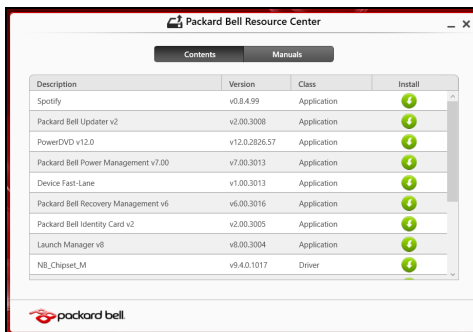 Packard Bell Resource Center
Contents Manuals
Description Version Class Install
Spotify v0.8.4.99 Application
Packard Bell Updater v2 v2.00.3008 Application
PowerDVD v12.0 v12.0.2826.57 Application
Packard Bell Power Management v7.00 v7.00.3013 Application
Device Fast-Lane v1.00.3013 Application
Packard Bell Recovery Management v6 v6.00.3016 Application
Packard Bell Identity Card v2 v2.00.3005 Application
Launch Manager v8 v8.00.3004 Application
NB_Chipset_M v9.4.0.1017 Driver
packard bell